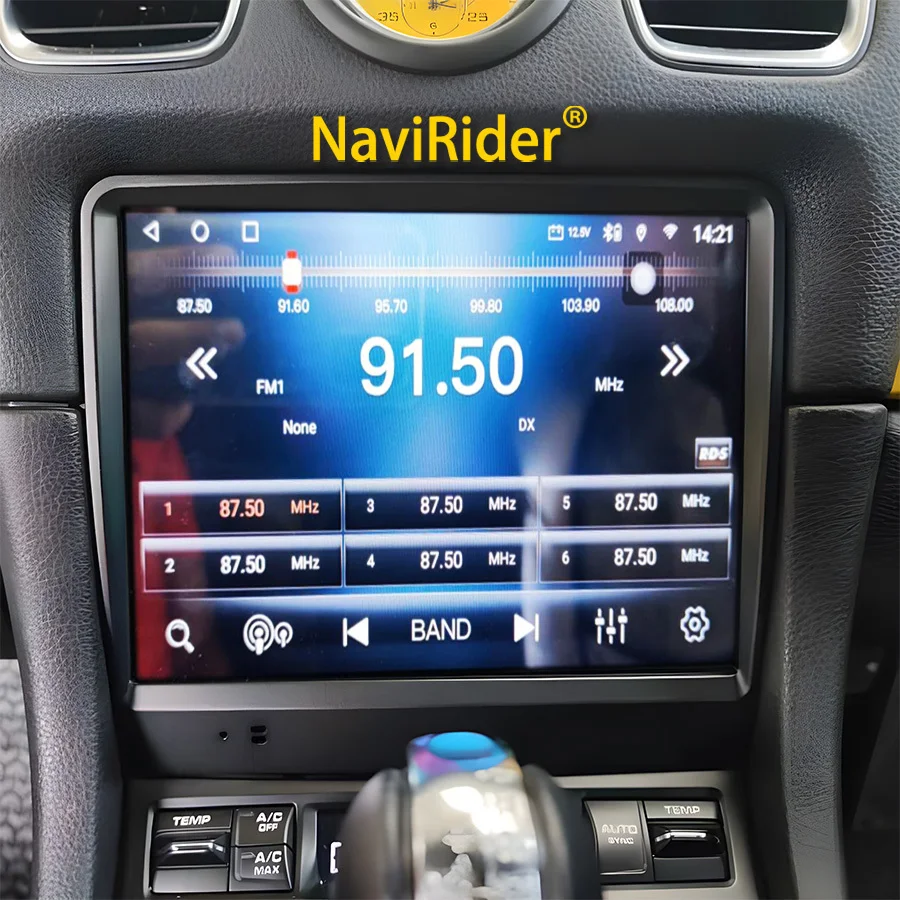 35 25
NaviRider®
12.5V 14:21
87.50 91.60 95.70 99.80 103.90 108.00
FM1 91.50 MHz
None DX
RDS
1 87.50 MHz 3 87.50 MHz 5 87.50 MHz
2 87.50 MHz 4 87.50 MHz 6 87.50 MHz
BAND
TEMP A/C OFF AUTO SYNC TEMP
A/C MAX